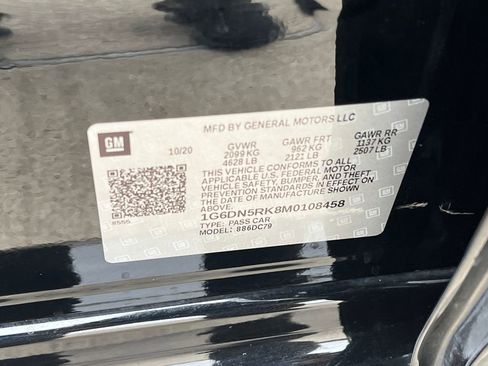 MFD BY GENERAL MOTORS LLC
GM
10/20 GVWR GAWR FRT GAWR RR
2099 KG 962 KG 1137 KG
4628 LB 2121 LB 2507 LB
THIS VEHICLE CONFORMS TO ALL
APPLICABLE U.S. FEDERAL MOTOR
VEHICLE SAFETY, BUMPER, AND THEFT
PREVENTION STANDARDS IN EFFECT ON
THE DATE OF MANUFACTURE SHOWN
ABOVE.
1G6DN5RK8M0108458
TYPE: PASS CAR
MODEL: 886DC79